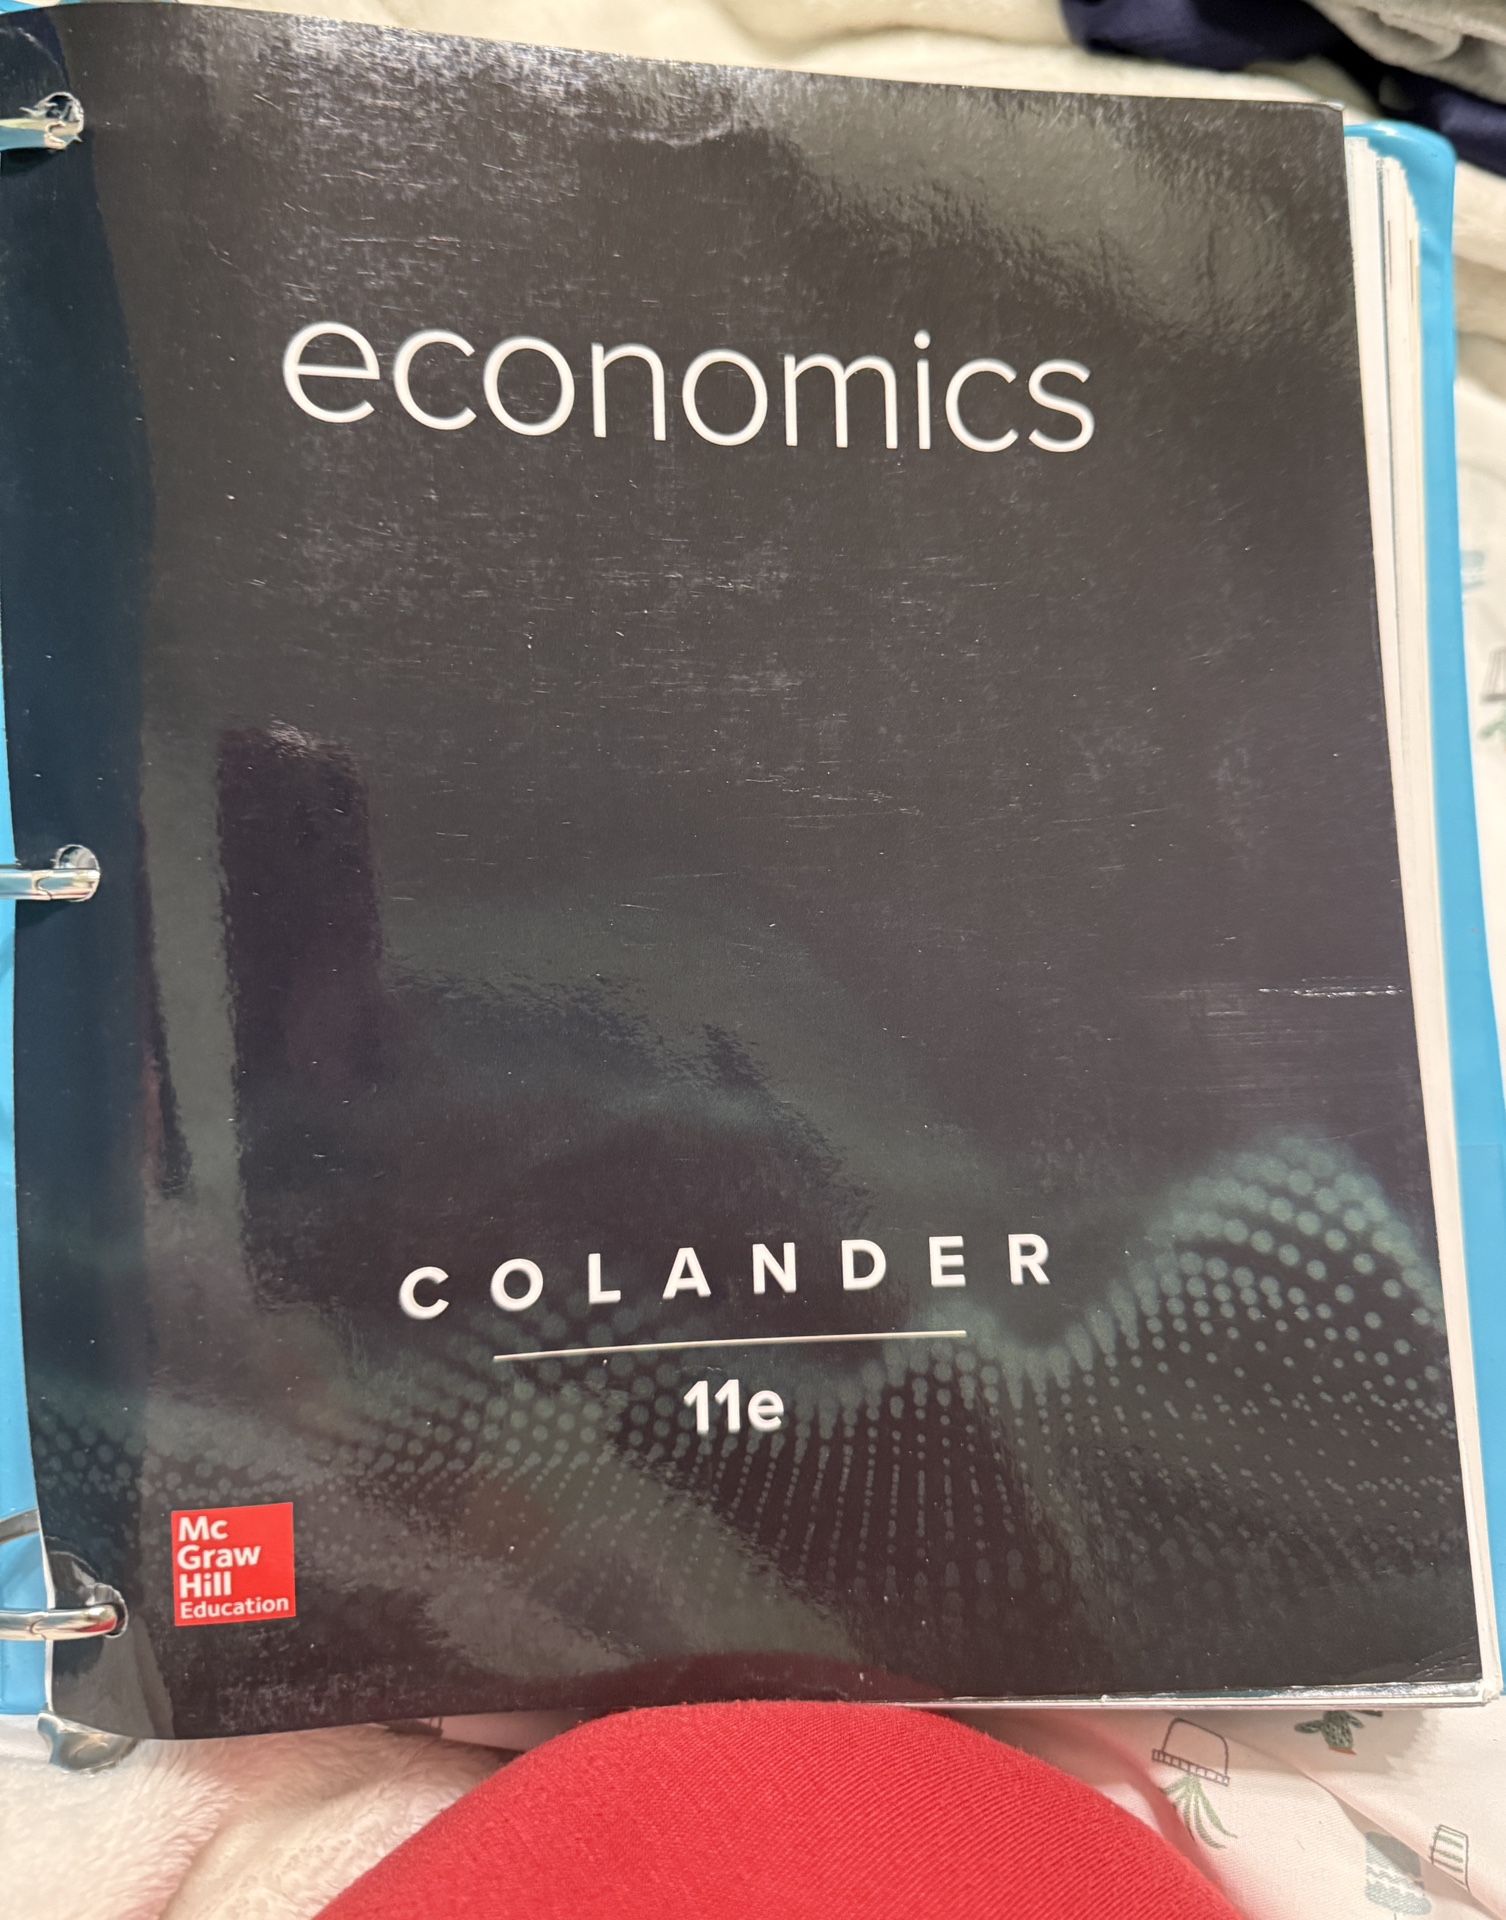 economics
COLANDER
11e
Mc
Graw
Hill
Education